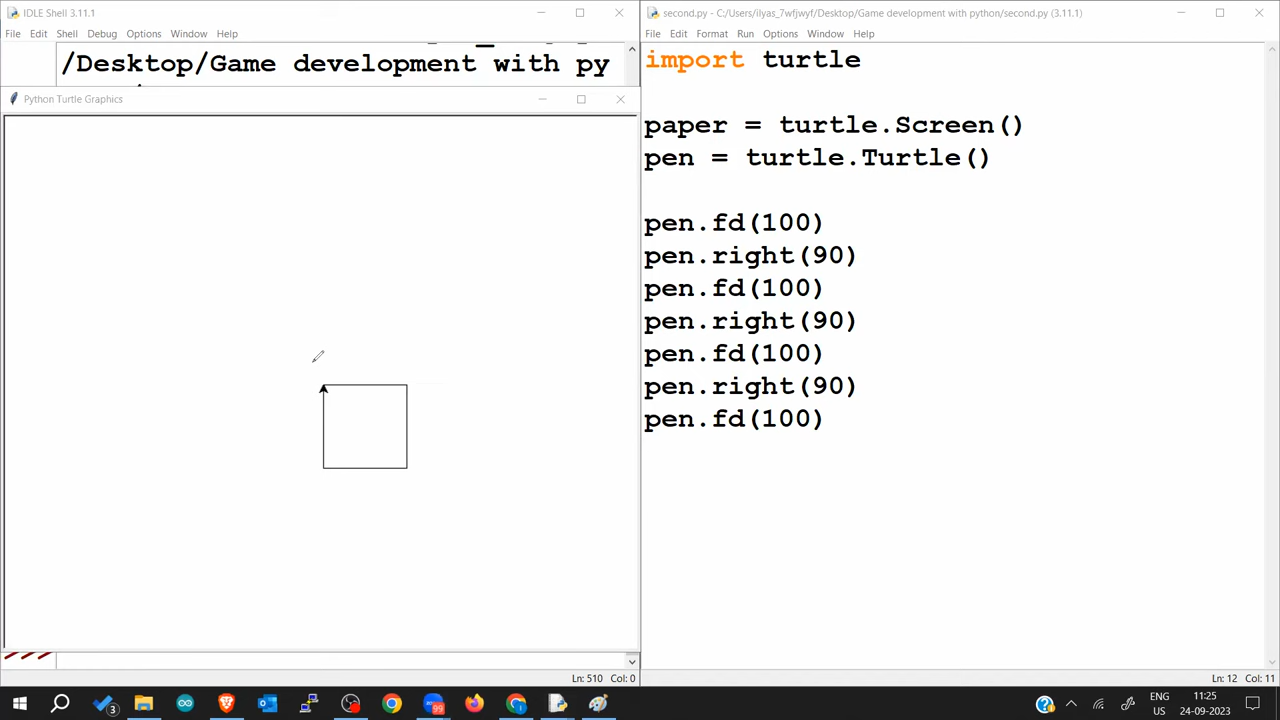 IDLE Shell 3.11.1
File Edit Shell Debug Options Window Help
/Desktop/Game development with py
Python Turtle Graphics
Ln: 510 Col: 0
second.py - C:/Users/ilyas_7wfjwyf/Desktop/Game development with python/second.py (3.11.1)
File Edit Format Run Options Window Help
import turtle
paper = turtle.Screen()
pen = turtle.Turtle()
pen.fd(100)
pen.right(90)
pen.fd(100)
pen.right(90)
pen.fd(100)
pen.right(90)
pen.fd(100)
Ln: 12 Col: 11
3
99
ENG
US
11:25
24-09-2023